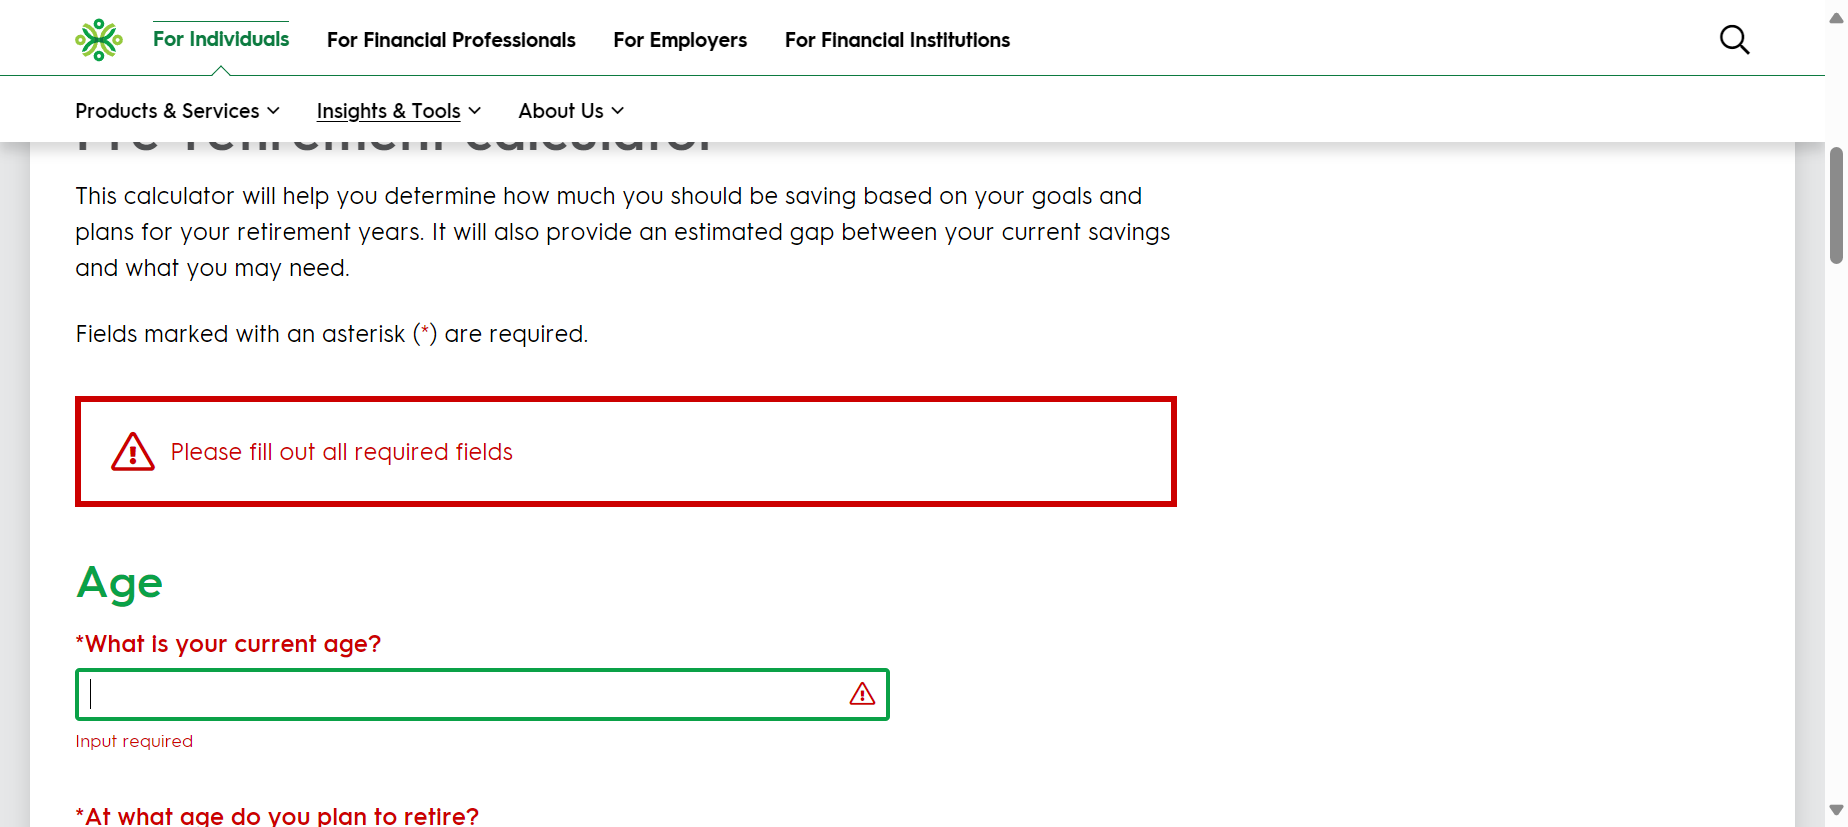 For Individuals
For Financial Professionals
For Employers
For Financial Institutions
Products & Services
Insights & Tools
About Us
Pre-retirement calculator
This calculator will help you determine how much you should be saving based on your goals and
plans for your retirement years. It will also provide an estimated gap between your current savings
and what you may need.
Fields marked with an asterisk (*) are required.
Please fill out all required fields
Age
*What is your current age?
Input required
*At what age do you plan to retire?